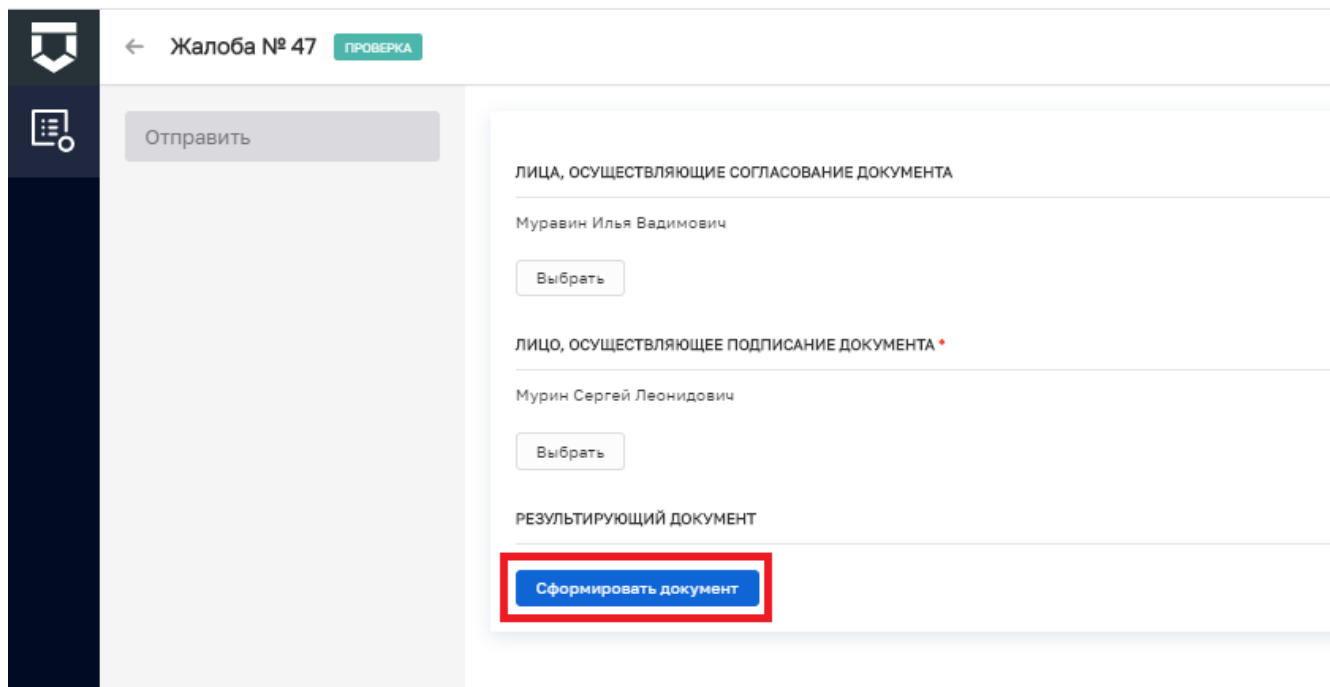 ← Жалоба № 47 ПРОВЕРКА
Отправить
ЛИЦА, ОСУЩЕСТВЛЯЮЩИЕ СОГЛАСОВАНИЕ ДОКУМЕНТА
Муравин Илья Вадимович
Выбрать
ЛИЦО, ОСУЩЕСТВЛЯЮЩЕЕ ПОДПИСАНИЕ ДОКУМЕНТА *
Мурин Сергей Леонидович
Выбрать
РЕЗУЛЬТИРУЮЩИЙ ДОКУМЕНТ
Сформировать документ